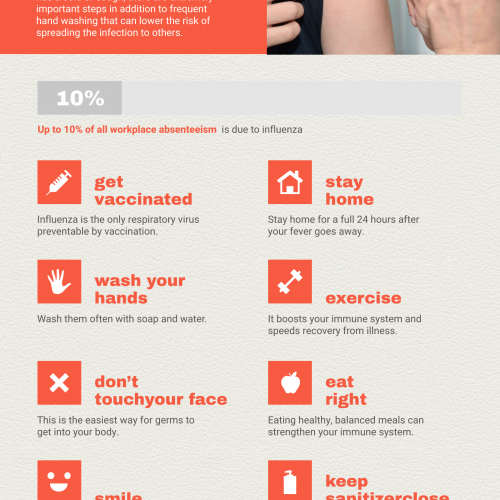 important steps in addition to frequent
hand washing that can lower the risk of
spreading the infection to others.
10%
Up to 10% of all workplace absenteeism is due to influenza
get
vaccinated
Influenza is the only respiratory virus
preventable by vaccination.
stay
home
Stay home for a full 24 hours after
your fever goes away.
wash your
hands
Wash them often with soap and water.
exercise
It boosts your immune system and
speeds recovery from illness.
don't
touchyour face
This is the easiest way for germs to
get into your body.
eat
right
Eating healthy, balanced meals can
strengthen your immune system.
smile
keep
sanitizerclose